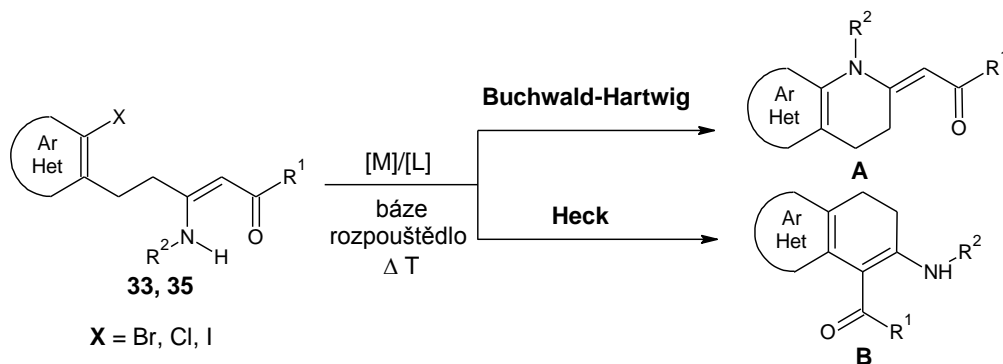 X
Ar
Het
R¹
O
R² N H
33, 35
X = Br, Cl, I
[M]/[L]
báze
rozpouštědlo
Δ T
Buchwald-Hartwig
Heck
R²
N
R¹
Ar
Het
O
A
Ar
Het
R²
NH
O R¹
B